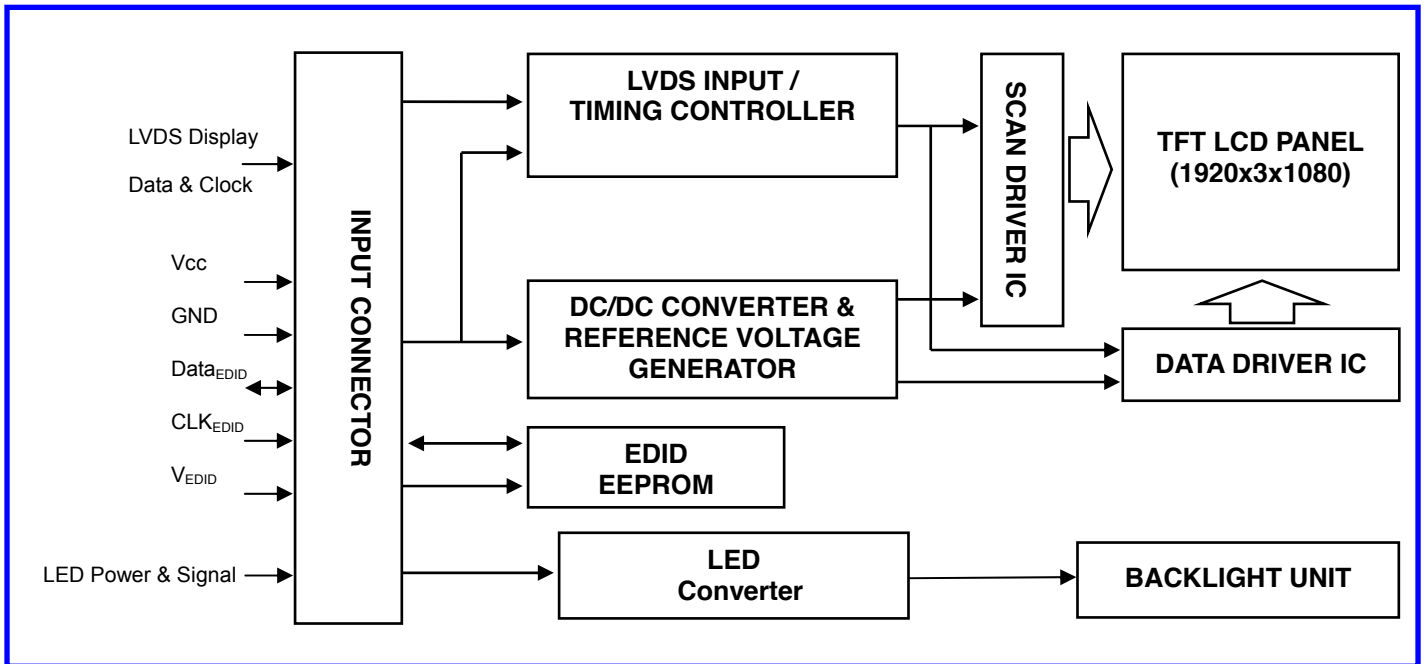 LVDS Display
Data & Clock
Vcc
GND
DataEDID
CLKEDID
VEDID
LED Power & Signal
INPUT CONNECTOR
LVDS INPUT /
TIMING CONTROLLER
DC/DC CONVERTER &
REFERENCE VOLTAGE
GENERATOR
EDID
EEPROM
LED
Converter
SCAN DRIVER IC
TFT LCD PANEL
(1920x3x1080)
DATA DRIVER IC
BACKLIGHT UNIT